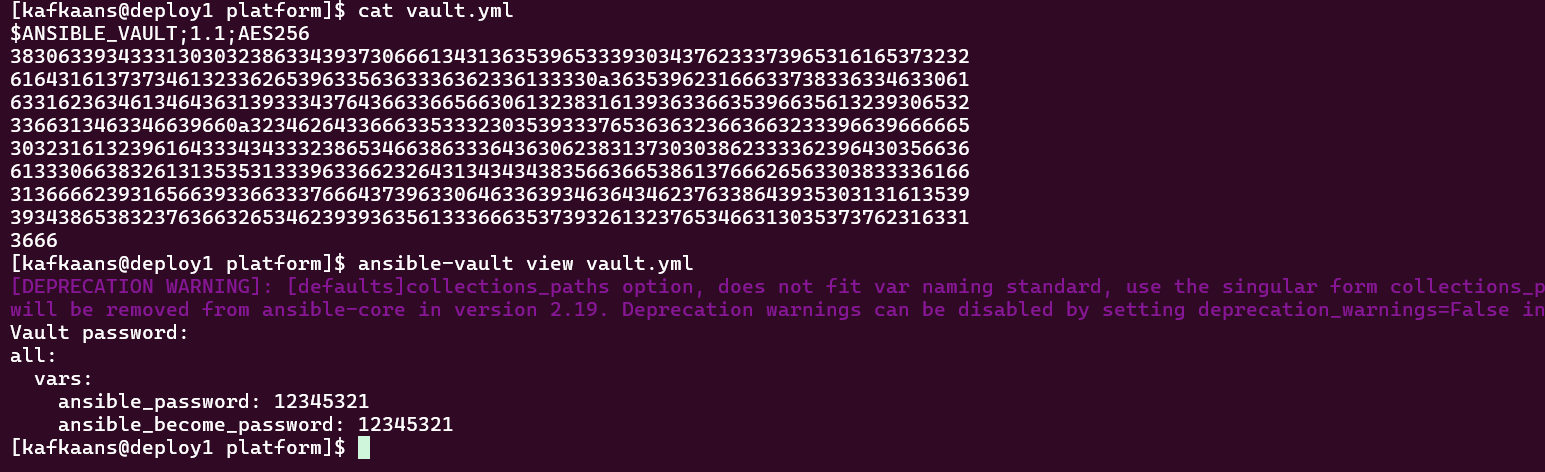 [kafkaans@deploy1 platform]$ cat vault.yml
$ANSIBLE_VAULT;1.1;AES256
38306339343331303032386334393730666134313635396533393034376233373965316165373232
6164316137373461323362653963356363336362336133330a363539623166633738336334633061
63316236346134643631393334376436633665663061323831613936336635396635613239306532
3366313463346639660a323462643366633533323035393337653636323663663233396639666665
30323161323961643334343332386534663863336436306238313730303862333362396430356636
61333066383261313535313339633662326431343434383566366538613766626563303833336166
31366662393165663933663337666437396330646336393463643462376338643935303131613539
39343865383237636632653462393936356133366635373932613237653466313035373762316331
3666
[kafkaans@deploy1 platform]$ ansible-vault view vault.yml
[DEPRECATION WARNING]: [defaults]collections_paths option, does not fit var naming standard, use the singular form collections_p
will be removed from ansible-core in version 2.19. Deprecation warnings can be disabled by setting deprecation_warnings=False in
Vault password:
all:
  vars:
    ansible_password: 12345321
    ansible_become_password: 12345321
[kafkaans@deploy1 platform]$